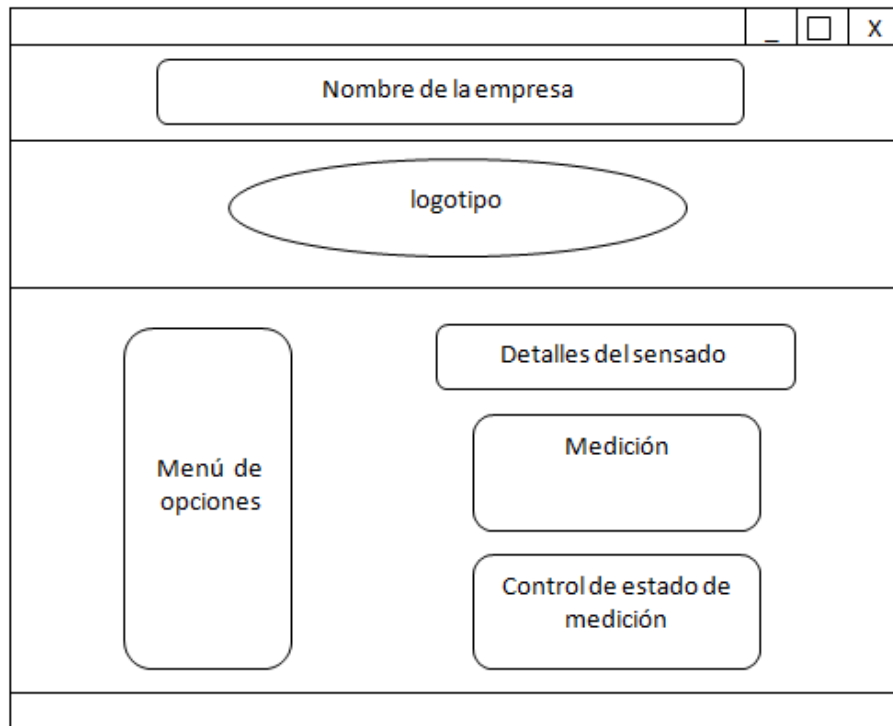 _ X
Nombre de la empresa
logotipo
Detalles del sensado
Medición
Menú de
opciones
Control de estado de
medición